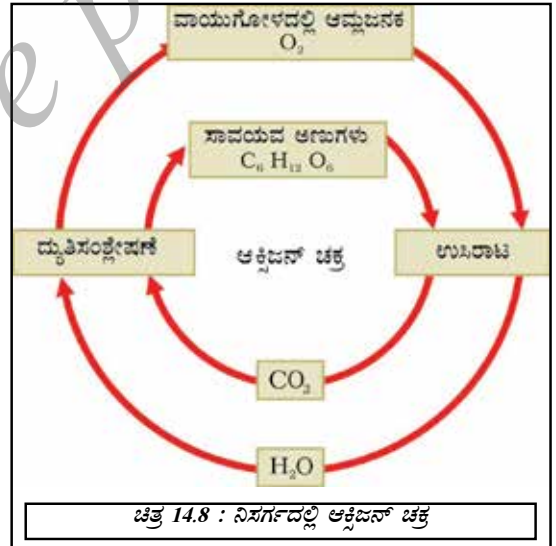 ವಾಯುಗೋಳದಲ್ಲಿ ಆಮ್ಲಜನಕ
O₂
ಸಾವಯವ ಅಣುಗಳು
C₆ H₁₂ O₆
ದ್ಯುತಿಸಂಶ್ಲೇಷಣೆ
ಆಕ್ಸಿಜನ್ ಚಕ್ರ
ಉಸಿರಾಟ
CO₂
H₂O
ಚಿತ್ರ 14.8 : ನಿಸರ್ಗದಲ್ಲಿ ಆಕ್ಸಿಜನ್ ಚಕ್ರ